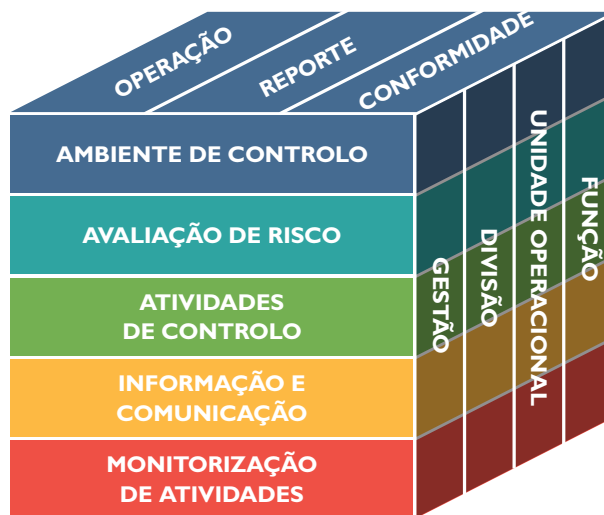 OPERAÇÃO
REPORTE
CONFORMIDADE
AMBIENTE DE CONTROLO
AVALIAÇÃO DE RISCO
ATIVIDADES
DE CONTROLO
INFORMAÇÃO E
COMUNICAÇÃO
MONITORIZAÇÃO
DE ATIVIDADES
GESTÃO
DIVISÃO
UNIDADE OPERACIONAL
FUNÇÃO